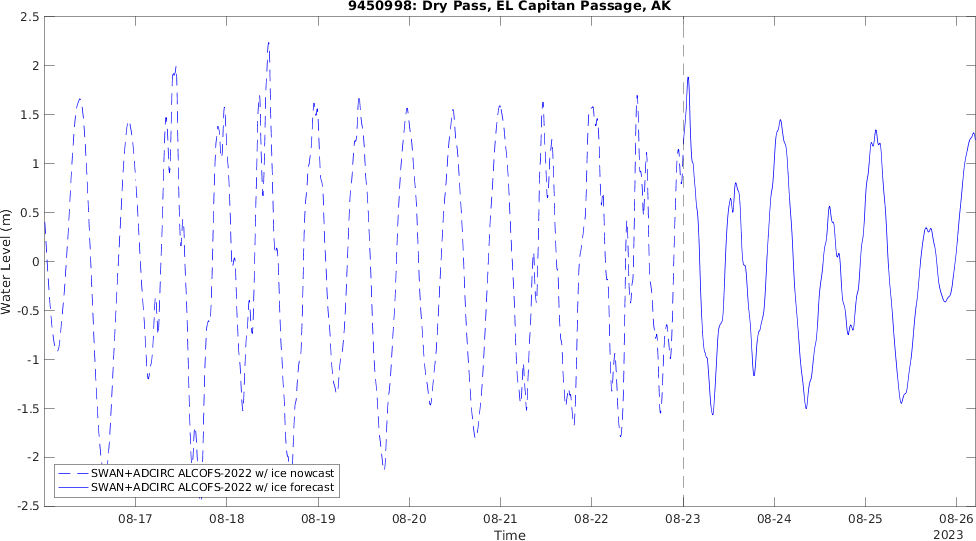 9450998: Dry Pass, EL Capitan Passage, AK
2.5
2
1.5
1
0.5
0
-0.5
-1
-1.5
-2
-2.5
Water Level (m)
SWAN+ADCIRC ALCOFS-2022 w/ ice nowcast
SWAN+ADCIRC ALCOFS-2022 w/ ice forecast
08-17 08-18 08-19 08-20 08-21 08-22 08-23 08-24 08-25 08-26
Time 2023